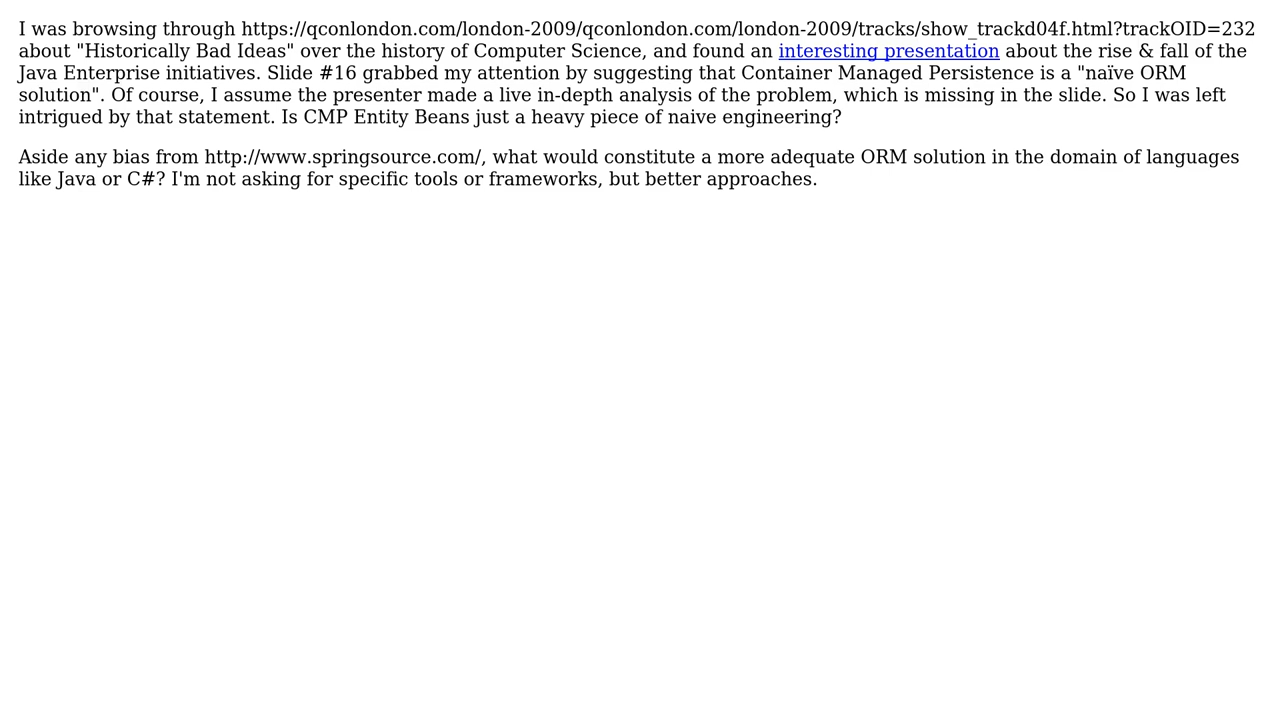 I was browsing through https://qconlondon.com/london-2009/qconlondon.com/london-2009/tracks/show_trackd04f.html?trackOID=232
about "Historically Bad Ideas" over the history of Computer Science, and found an interesting presentation about the rise & fall of the
Java Enterprise initiatives. Slide #16 grabbed my attention by suggesting that Container Managed Persistence is a "naïve ORM
solution". Of course, I assume the presenter made a live in-depth analysis of the problem, which is missing in the slide. So I was left
intrigued by that statement. Is CMP Entity Beans just a heavy piece of naive engineering?
Aside any bias from http://www.springsource.com/, what would constitute a more adequate ORM solution in the domain of languages
like Java or C#? I'm not asking for specific tools or frameworks, but better approaches.